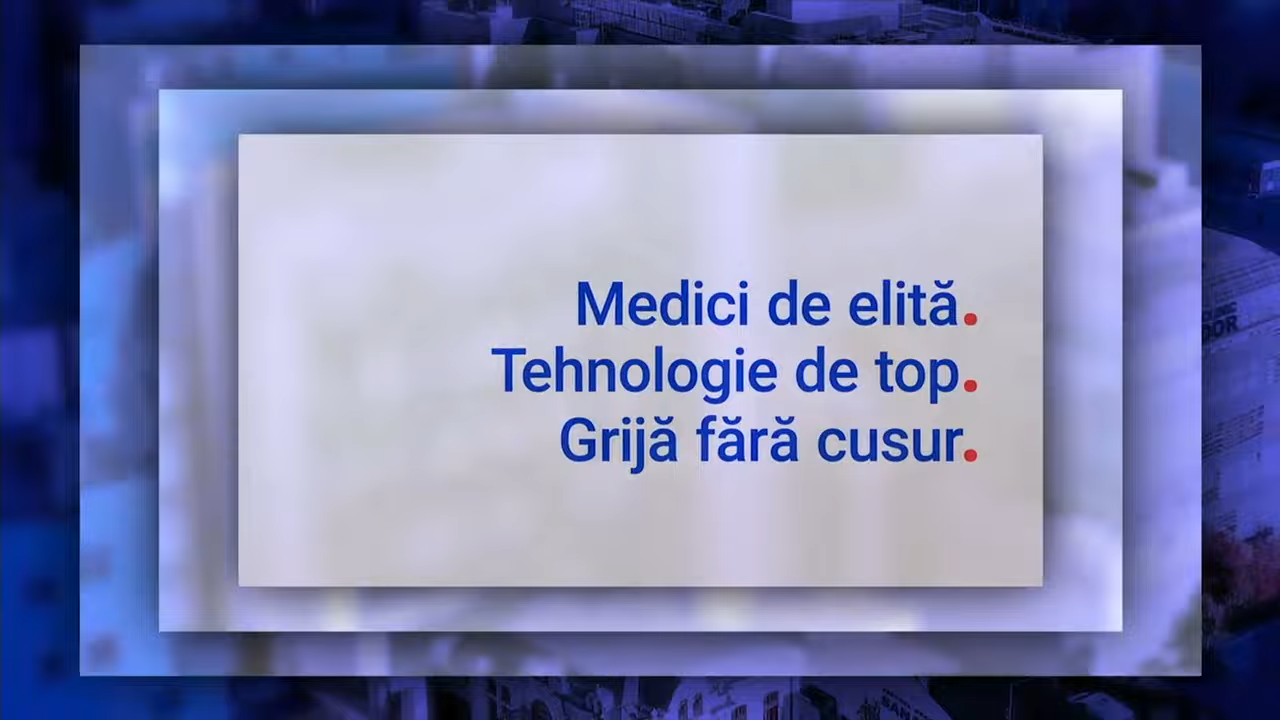 Medici de elită.
Tehnologie de top.
Grijă fără cusur.